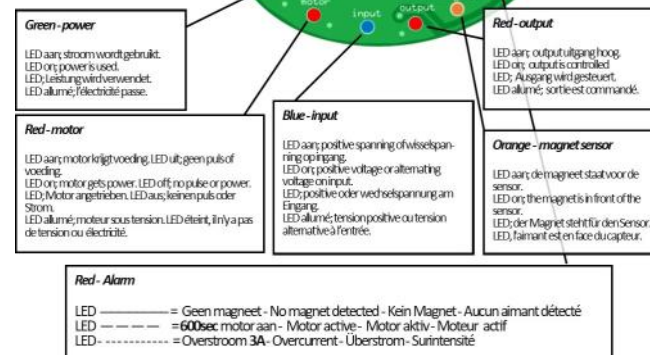 motor
input
output
Green - power
LED aan; stroom wordt gebruikt.
LED on; power is used.
LED; Leistung wird verwendet.
LED allumé; l'électricité passe.
Red - output
LED aan; output uitgang hoog.
LED on; output is controlled
LED; Ausgang wird gesteuert.
LED allumé; sortie est commandé.
Red - motor
LED aan; motor krijgt voeding. LED uit; geen puls of
voeding.
LED on; motor gets power. LED off; no pulse or power.
LED; Motor angetrieben. LED aus; keinen puls oder
Strom.
LED allumé; moteur sous tension. LED éteint, il n'y a pas
de tension ou électricité.
Blue - input
LED aan; positive spanning of wisselspan-
ning op ingang.
LED on; positive voltage or alternating
voltage on input.
LED; positive oder wechselspannung am
Eingang.
LED allumé; tension positive ou tension
alternative à l'entrée.
Orange - magnet sensor
LED aan; de magneet staat voor de
sensor.
LED on; the magnet is in front of the
sensor.
LED; der Magnet steht für den Sensor.
LED, l'aimant est en face du capteur.
Red - Alarm
LED ————— = Geen magneet - No magnet detected - Kein Magnet - Aucun aimant détecté
LED — — — — = 600sec motor aan - Motor active - Motor aktiv - Moteur actif
LED - - - - - - - - - - - = Overstroom 3A - Overcurrent - Überstrom - Surintensité